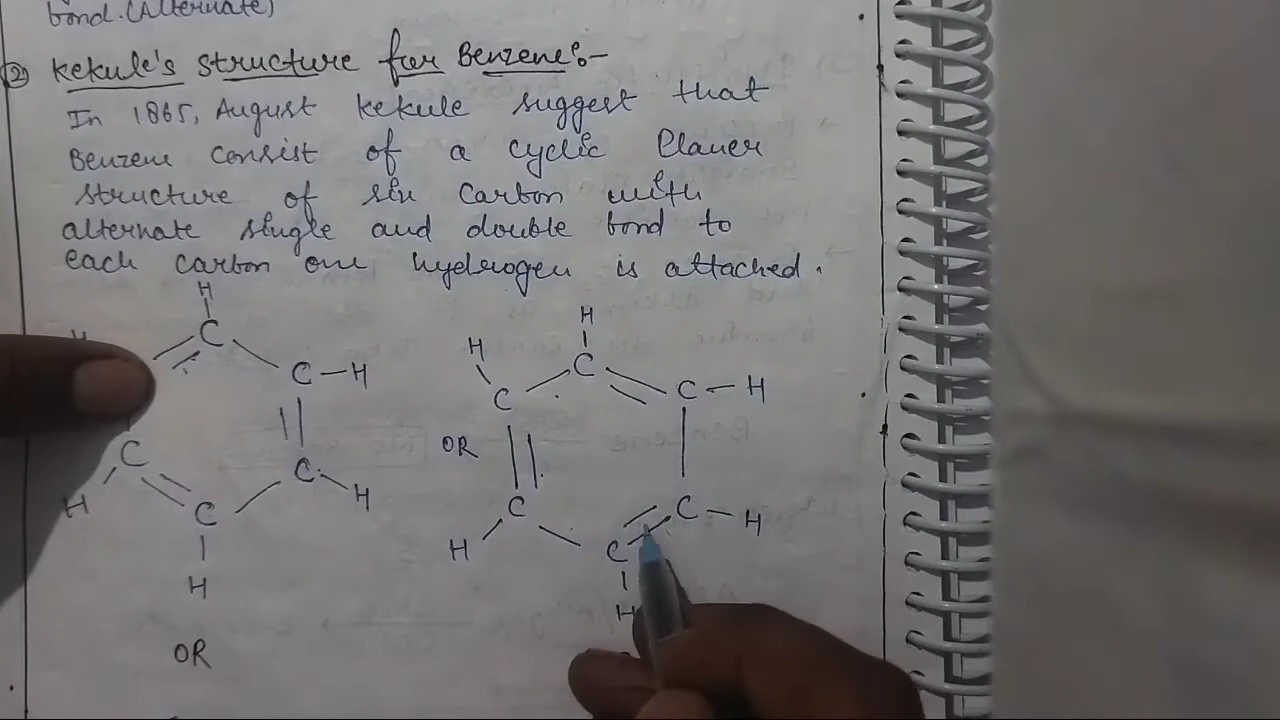 bond.(Alternate)
② Kekule's structure for Benzene:-
In 1865, August Kekule suggest that
Benzene consist of a cyclic Planer
structure of six carbon with
alternate single and double bond to
each carbon one hydrogen is attached.
H
C
C-H
C
H
C
H
C
H
OR
OR
H
H
C
C
C-H
C
H
C-H
C
H